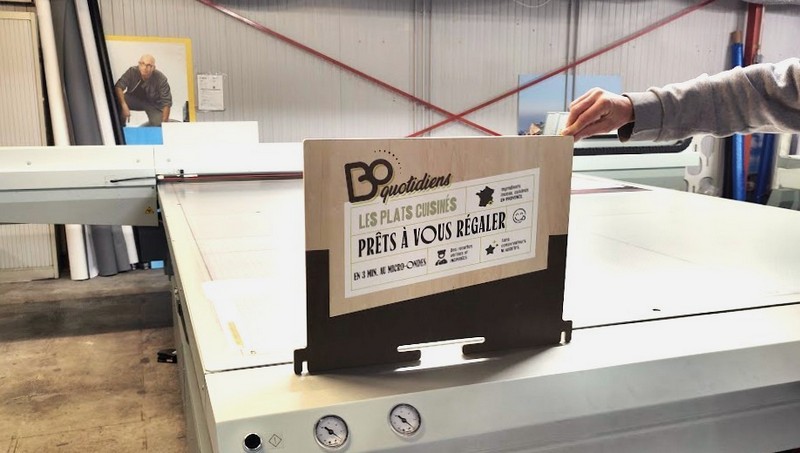 BO
quotidiens
LES PLATS CUISINÉS
PRÊTS À VOUS RÉGALER
EN 3 MIN. AU MICRO-ONDES